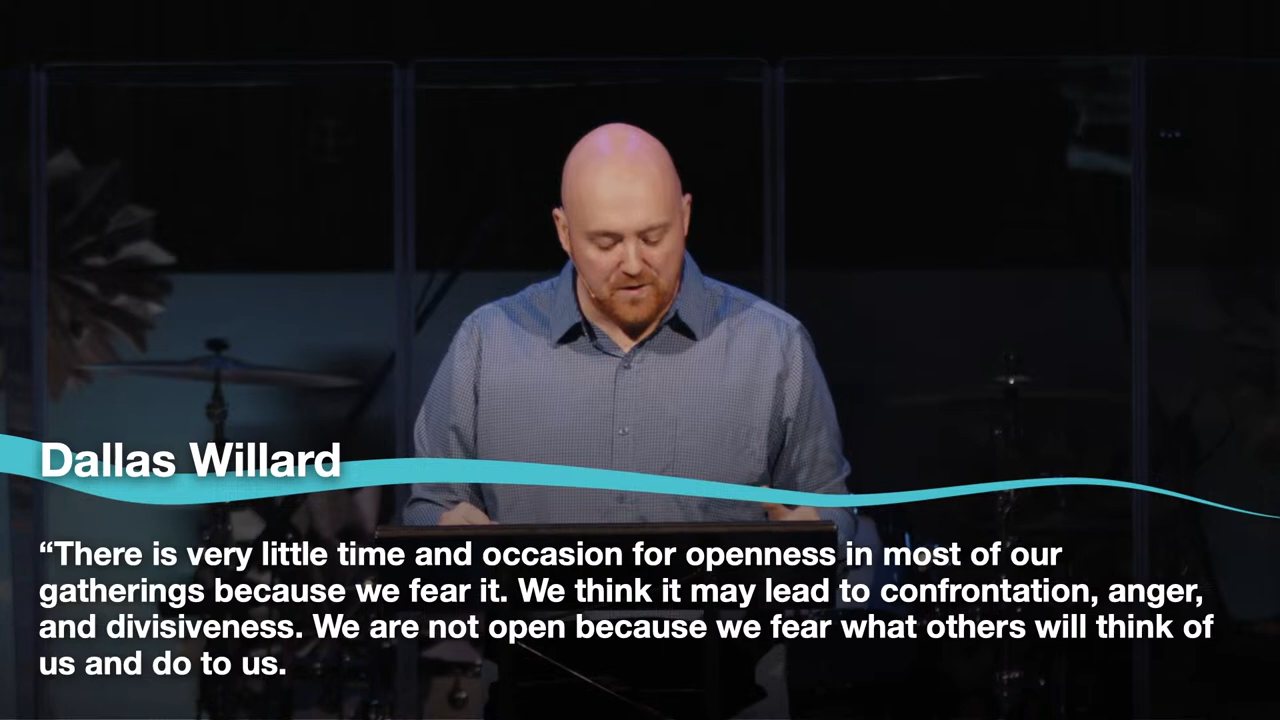 Dallas Willard
“There is very little time and occasion for openness in most of our
gatherings because we fear it. We think it may lead to confrontation, anger,
and divisiveness. We are not open because we fear what others will think of
us and do to us.